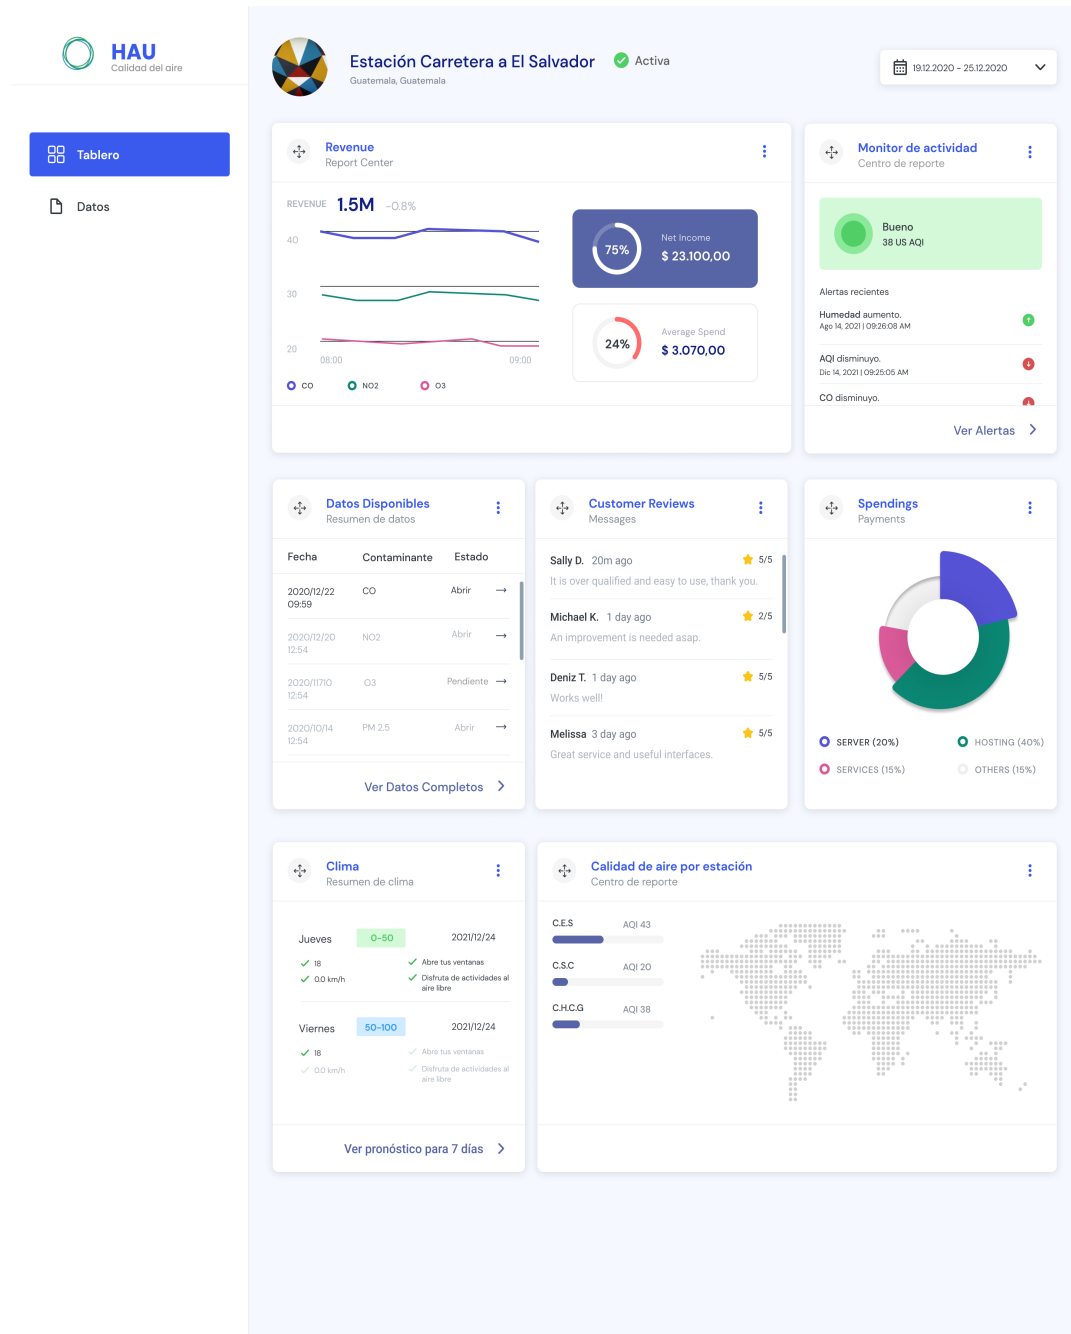 HAU
Calidad del aire
Tablero
Datos
Estación Carretera a El Salvador
Activa
Guatemala, Guatemala
19.12.2020 - 25.12.2020
Revenue
Report Center
REVENUE 1.5M -0.8%
40
30
20
08:00 09:00
CO NO2 O3
75%
Net Income
$ 23.100,00
24%
Average Spend
$ 3.070,00
Monitor de actividad
Centro de reporte
Bueno
38 US AQI
Alertas recientes
Humedad aumento.
Ago 14, 2021 | 09:26:08 AM
AQI disminuyo.
Dic 14, 2021 | 09:25:05 AM
CO disminuyo.
Ver Alertas
Datos Disponibles
Resumen de datos
Fecha Contaminante Estado
2020/12/22 CO Abrir
09:59
2020/12/20 NO2 Abrir
12:54
2020/11710 O3 Pendiente
12:54
2020/10/14 PM 2.5 Abrir
12:54
Ver Datos Completos
Customer Reviews
Messages
Sally D. 20m ago 5/5
It is over qualified and easy to use, thank you.
Michael K. 1 day ago 2/5
An improvement is needed asap.
Deniz T. 1 day ago 5/5
Works well!
Melissa 3 day ago 5/5
Great service and useful interfaces.
Spendings
Payments
SERVER (20%) HOSTING (40%)
SERVICES (15%) OTHERS (15%)
Clima
Resumen de clima
Jueves 0-50 2021/12/24
18 Abre tus ventanas
0.0 km/h Disfruta de actividades al
aire libre
Viernes 50-100 2021/12/24
18 Abre tus ventanas
0.0 km/h Disfruta de actividades al
aire libre
Ver pronóstico para 7 días
Calidad de aire por estación
Centro de reporte
C.E.S AQI 43
C.S.C AQI 20
C.H.C.G AQI 38